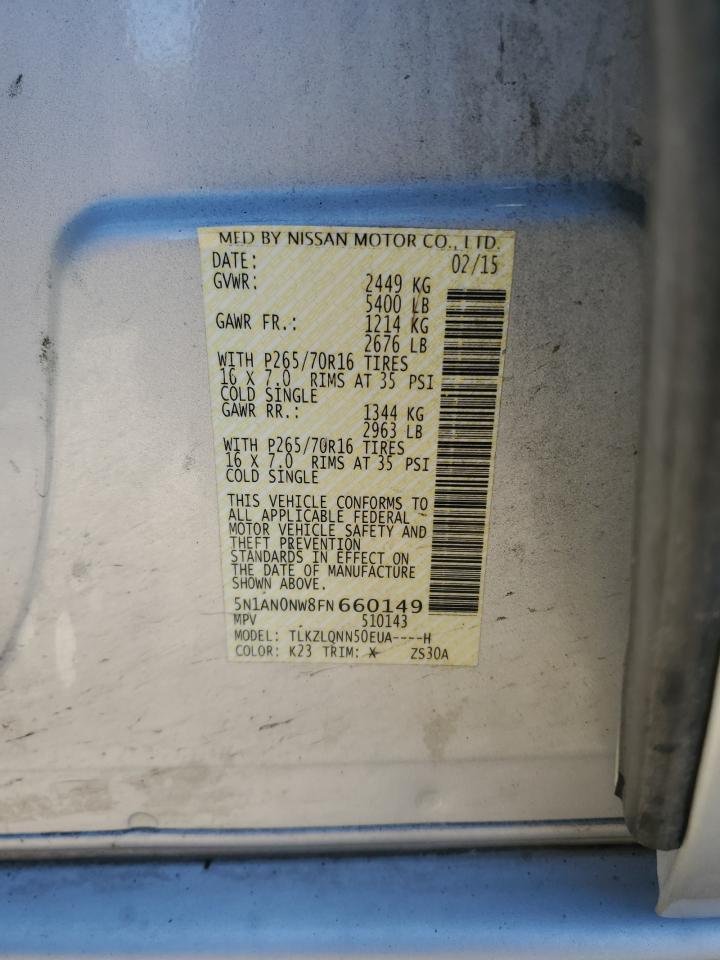 MFD BY NISSAN MOTOR CO., LTD.
DATE: 02/15
GVWR: 2449 KG
5400 LB
GAWR FR.: 1214 KG
2676 LB
WITH P265/70R16 TIRES
16 X 7.0 RIMS AT 35 PSI
COLD SINGLE
GAWR RR.: 1344 KG
2963 LB
WITH P265/70R16 TIRES
16 X 7.0 RIMS AT 35 PSI
COLD SINGLE
THIS VEHICLE CONFORMS TO
ALL APPLICABLE FEDERAL
MOTOR VEHICLE SAFETY AND
THEFT PREVENTION
STANDARDS IN EFFECT ON
THE DATE OF MANUFACTURE
SHOWN ABOVE.
5N1AN0NW8FN660149
MPV 510143
MODEL: TLKZLQNN50EUA----H
COLOR: K23 TRIM: X ZS30A